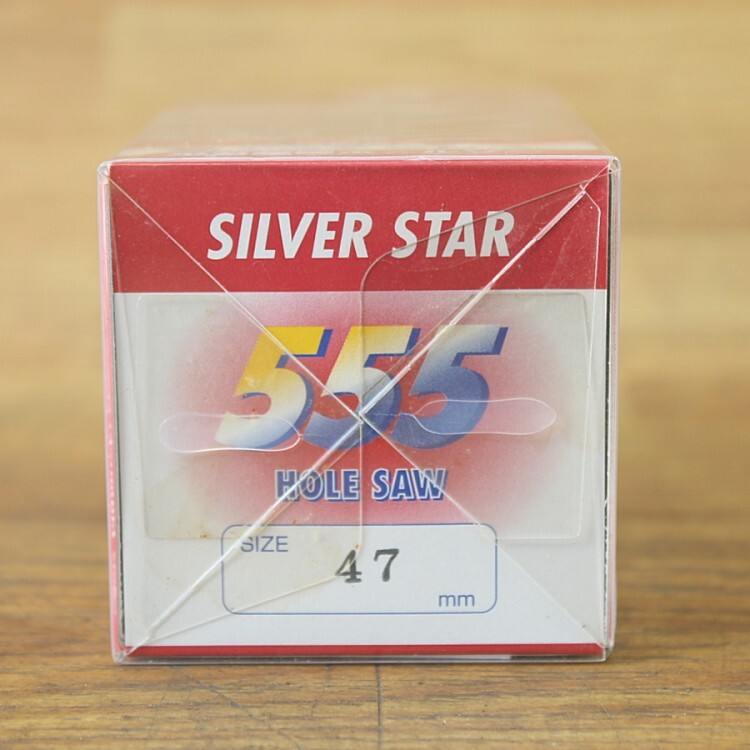 SILVER STAR
555
HOLE SAW
SIZE
47
mm